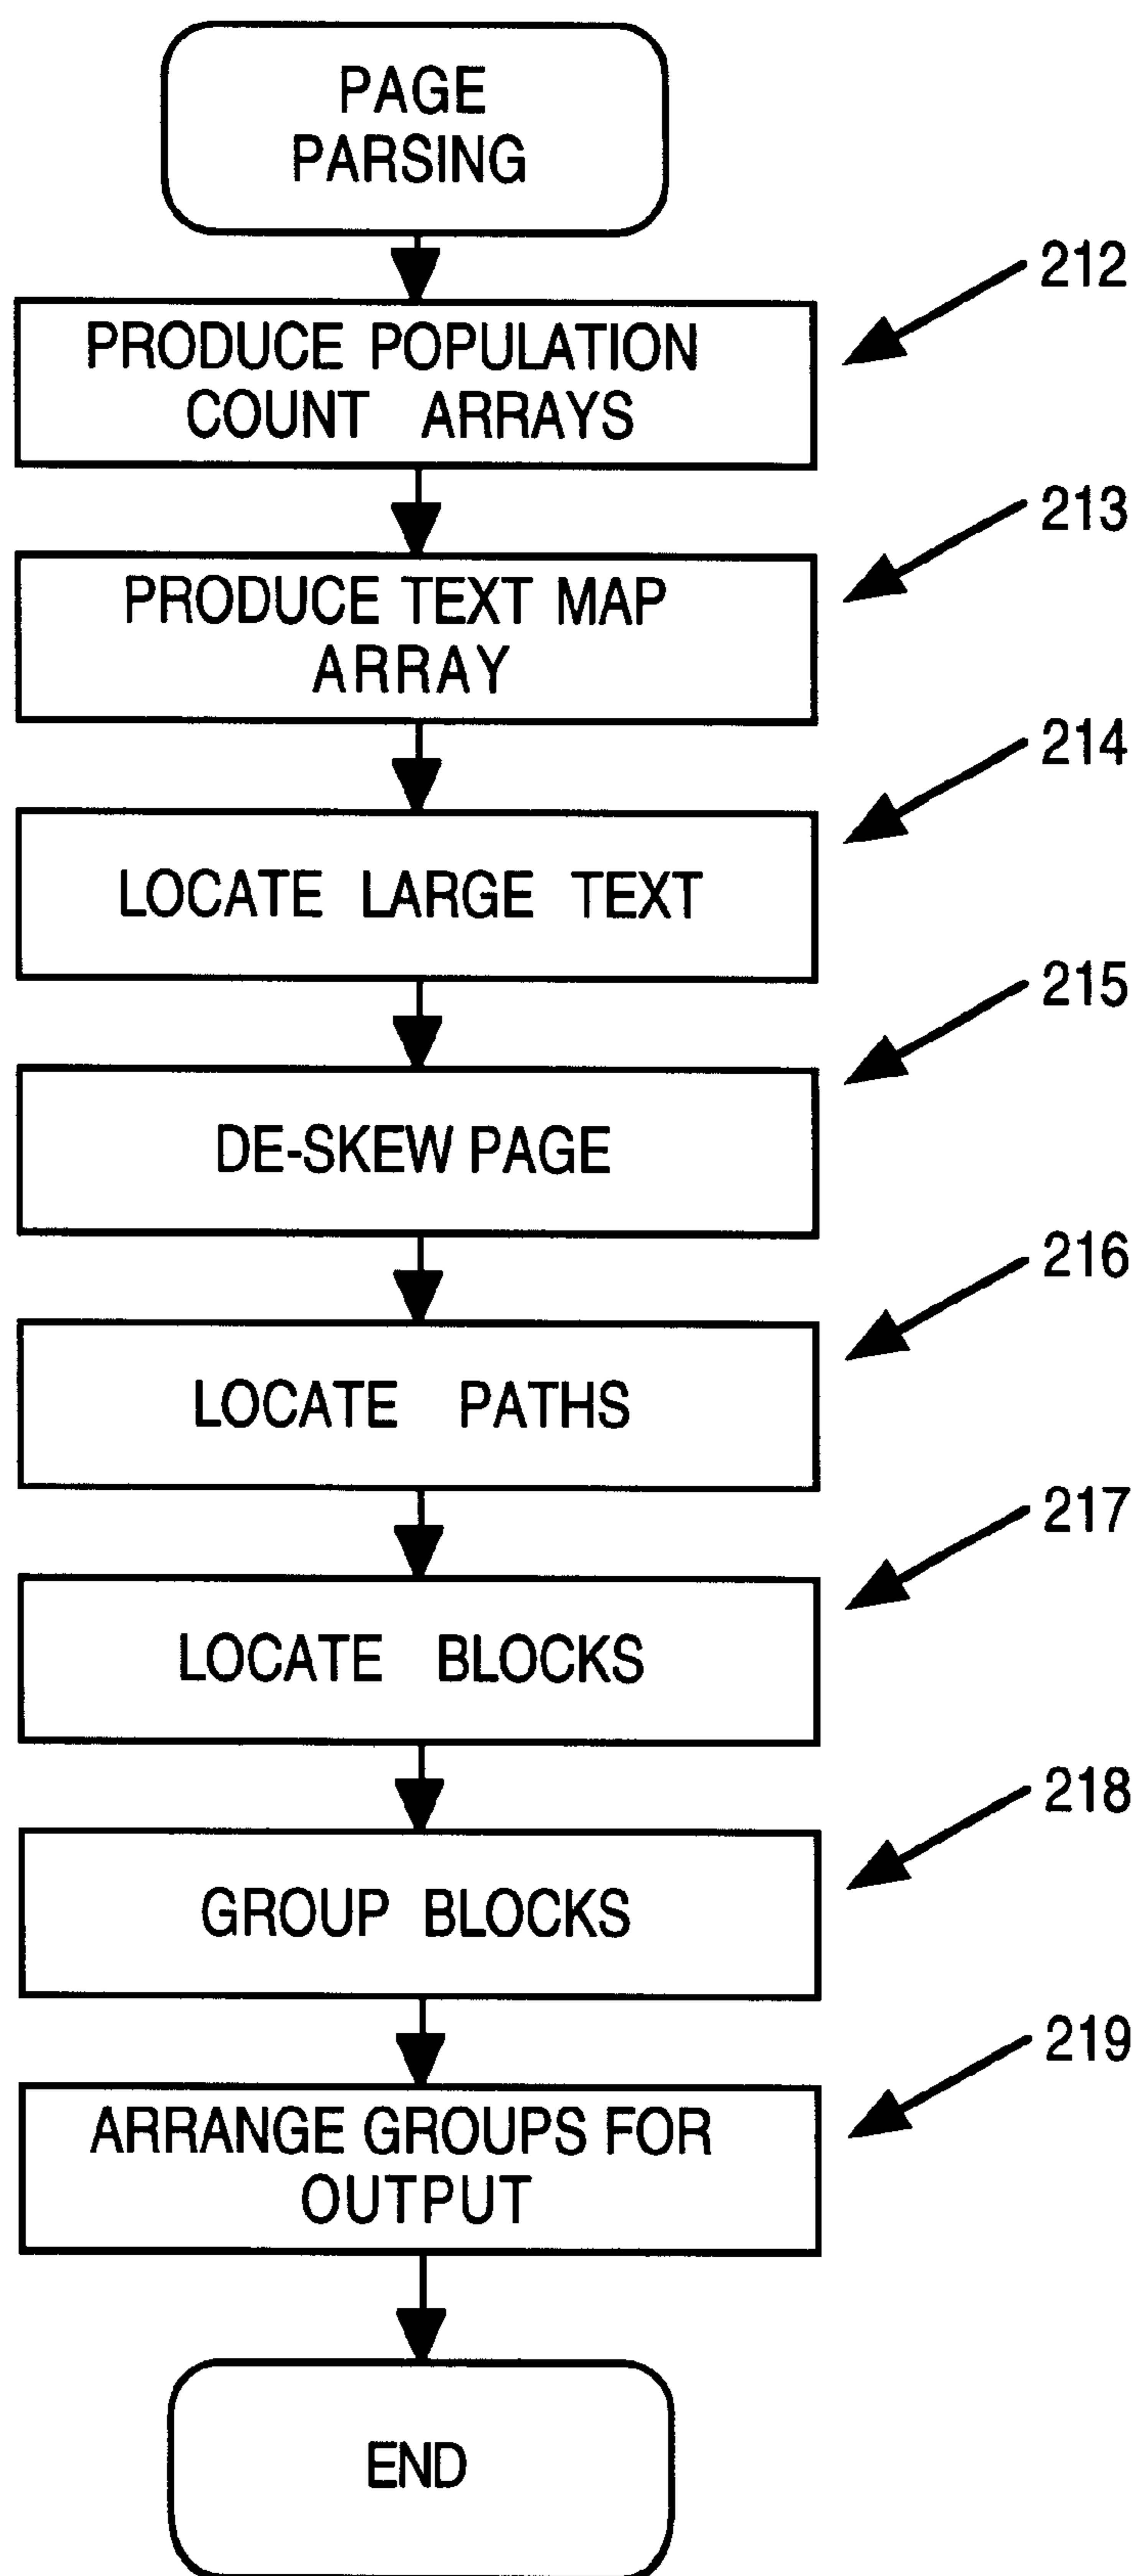 PAGE
PARSING
212
PRODUCE POPULATION
COUNT ARRAYS
213
PRODUCE TEXT MAP
ARRAY
214
LOCATE LARGE TEXT
215
DE-SKEW PAGE
216
LOCATE PATHS
217
LOCATE BLOCKS
218
GROUP BLOCKS
219
ARRANGE GROUPS FOR
OUTPUT
END